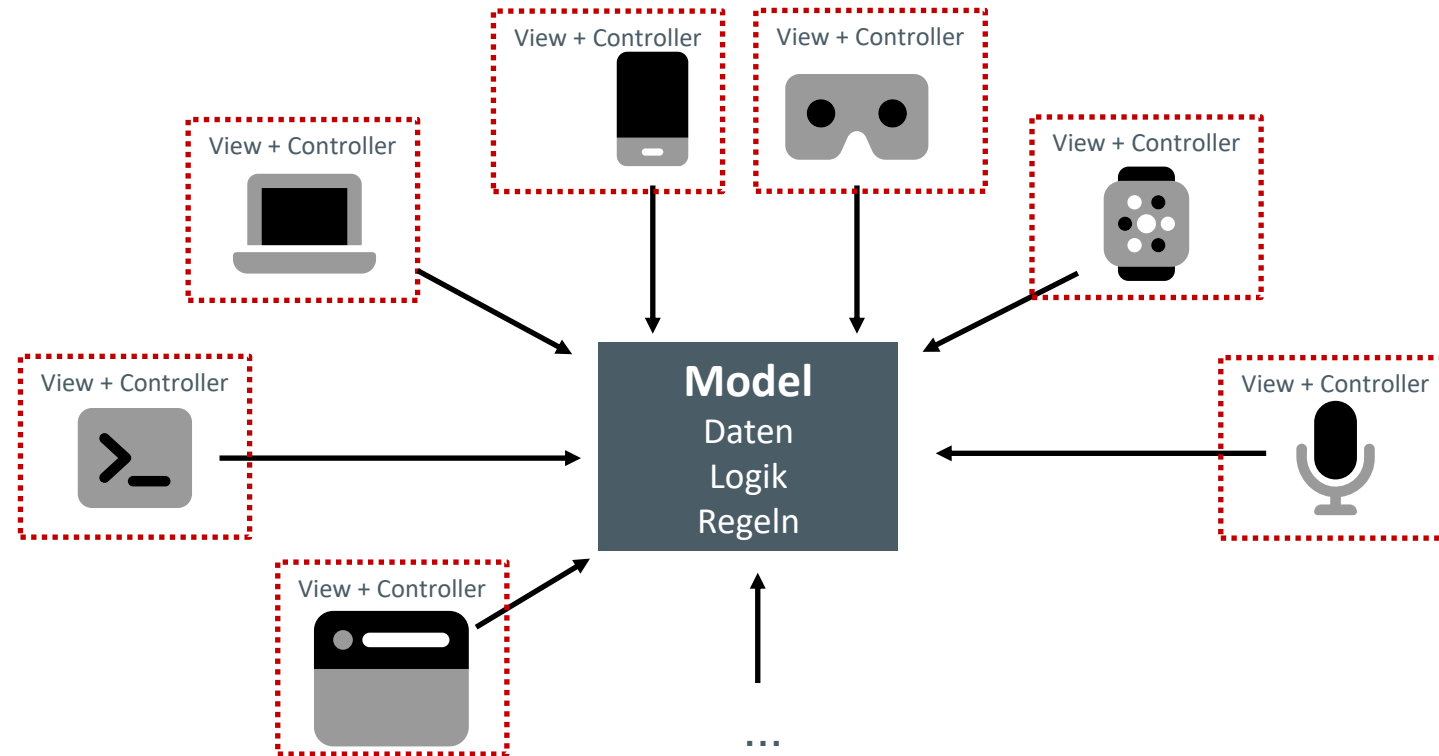 View + Controller
View + Controller
View + Controller
View + Controller
View + Controller
View + Controller
>_
Model
Daten
Logik
Regeln
View + Controller
...